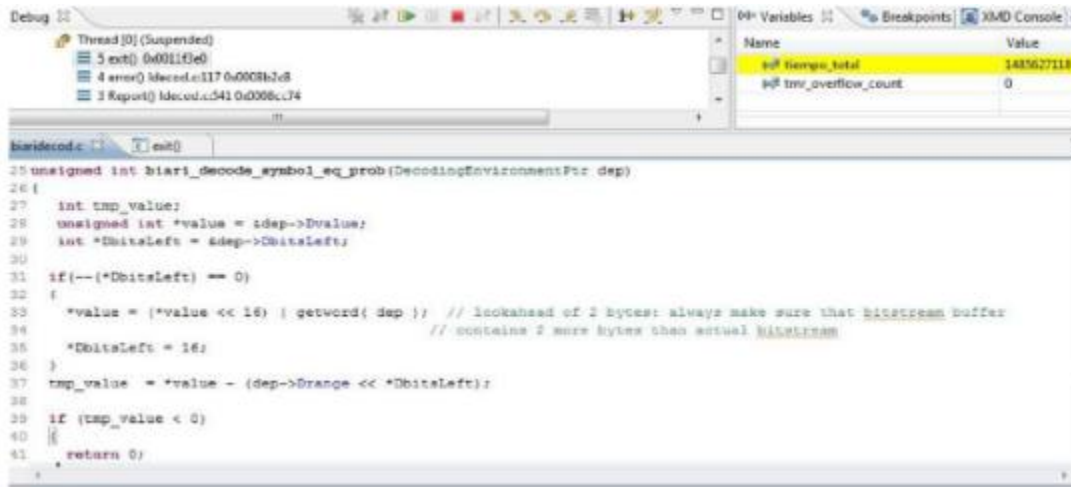 Debug
Thread [0] (Suspended)
5 exit() 0x0011f3e0
4 error() ldecod.c:117 0x0008b2c8
3 Report() ldecod.c:541 0x0008cc74
Variables Breakpoints XMD Console
Name Value
tiempo_total 1485627118
tmr_overflow_count 0
biaridecod.c exit()
25 unsigned int biari_decode_symbol_eq_prob(DecodingEnvironmentPtr dep)
26 {
27 int tmp_value;
28 unsigned int *value = &dep->Dvalue;
29 int *DbitsLeft = &dep->DbitsLeft;
30
31 if(--(*DbitsLeft) == 0)
32 {
33 *value = (*value << 16) | getword( dep ); // lookahead of 2 bytes: always make sure that bitstream buffer
34 // contains 2 more bytes than actual bitstream
35 *DbitsLeft = 16;
36 }
37 tmp_value = *value - (dep->Drange << *DbitsLeft);
38
39 if (tmp_value < 0)
40 {
41 return 0;